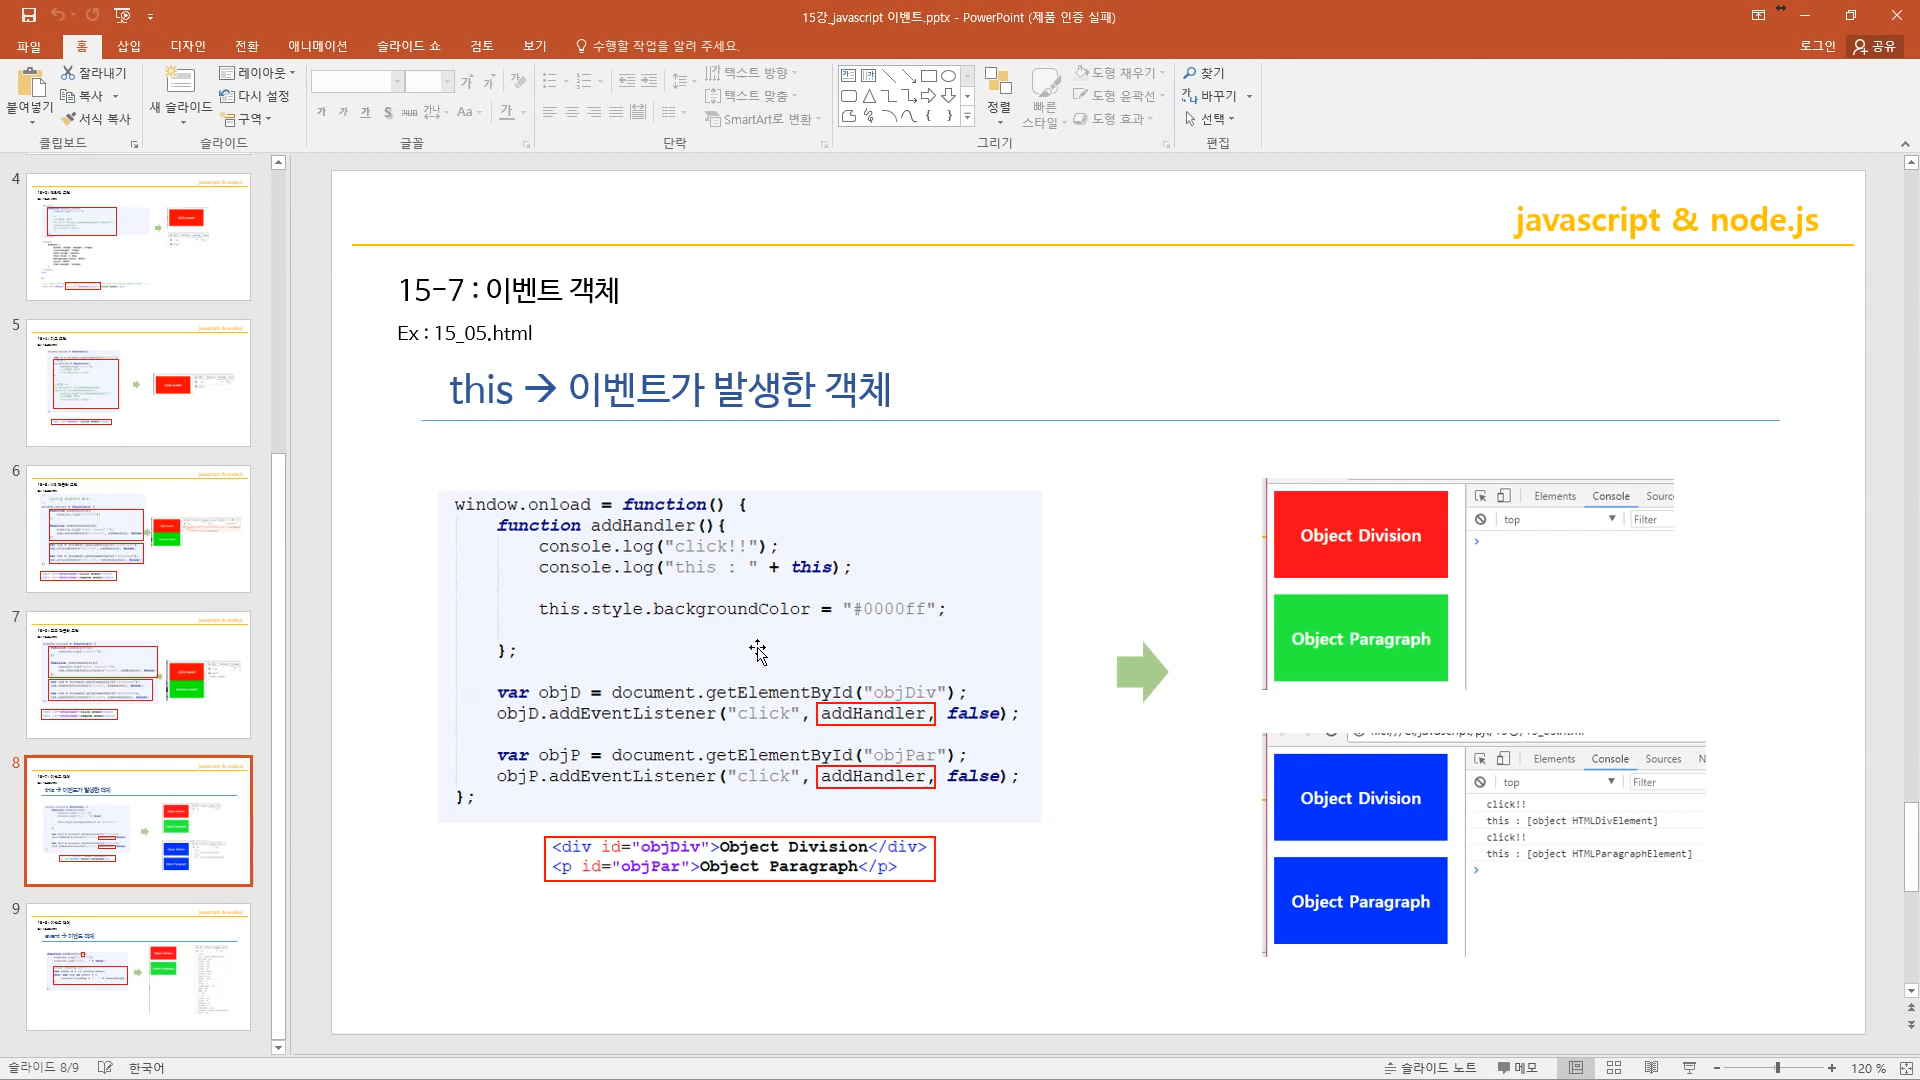 15강_javascript 이벤트.pptx - PowerPoint (제품 인증 실패)
파일 홈 삽입 디자인 전환 애니메이션 슬라이드 쇼 검토 보기 수행할 작업을 알려 주세요.
로그인 공유
붙여넣기
잘라내기
복사
서식 복사
클립보드
새 슬라이드
레이아웃
다시 설정
구역
슬라이드
글꼴
텍스트 방향
텍스트 맞춤
SmartArt로 변환
단락
정렬
빠른 스타일
도형 채우기
도형 윤곽선
도형 효과
그리기
찾기
바꾸기
선택
편집
4
5
6
7
8
9
javascript & node.js
15-7 : 이벤트 객체
Ex : 15_05.html
this → 이벤트가 발생한 객체
window.onload = function() {
function addHandler(){
console.log("click!!");
console.log("this : " + this);
this.style.backgroundColor = "#0000ff";
};
var objD = document.getElementById("objDiv");
objD.addEventListener("click", addHandler, false);
var objP = document.getElementById("objPar");
objP.addEventListener("click", addHandler, false);
};
<div id="objDiv">Object Division</div>
<p id="objPar">Object Paragraph</p>
Object Division
Object Paragraph
Elements Console Sourc
top Filter
Object Division
Object Paragraph
Elements Console Sources N
top Filter
click!!
this : [object HTMLDivElement]
click!!
this : [object HTMLParagraphElement]
슬라이드 8/9 한국어
슬라이드 노트 메모 120 %